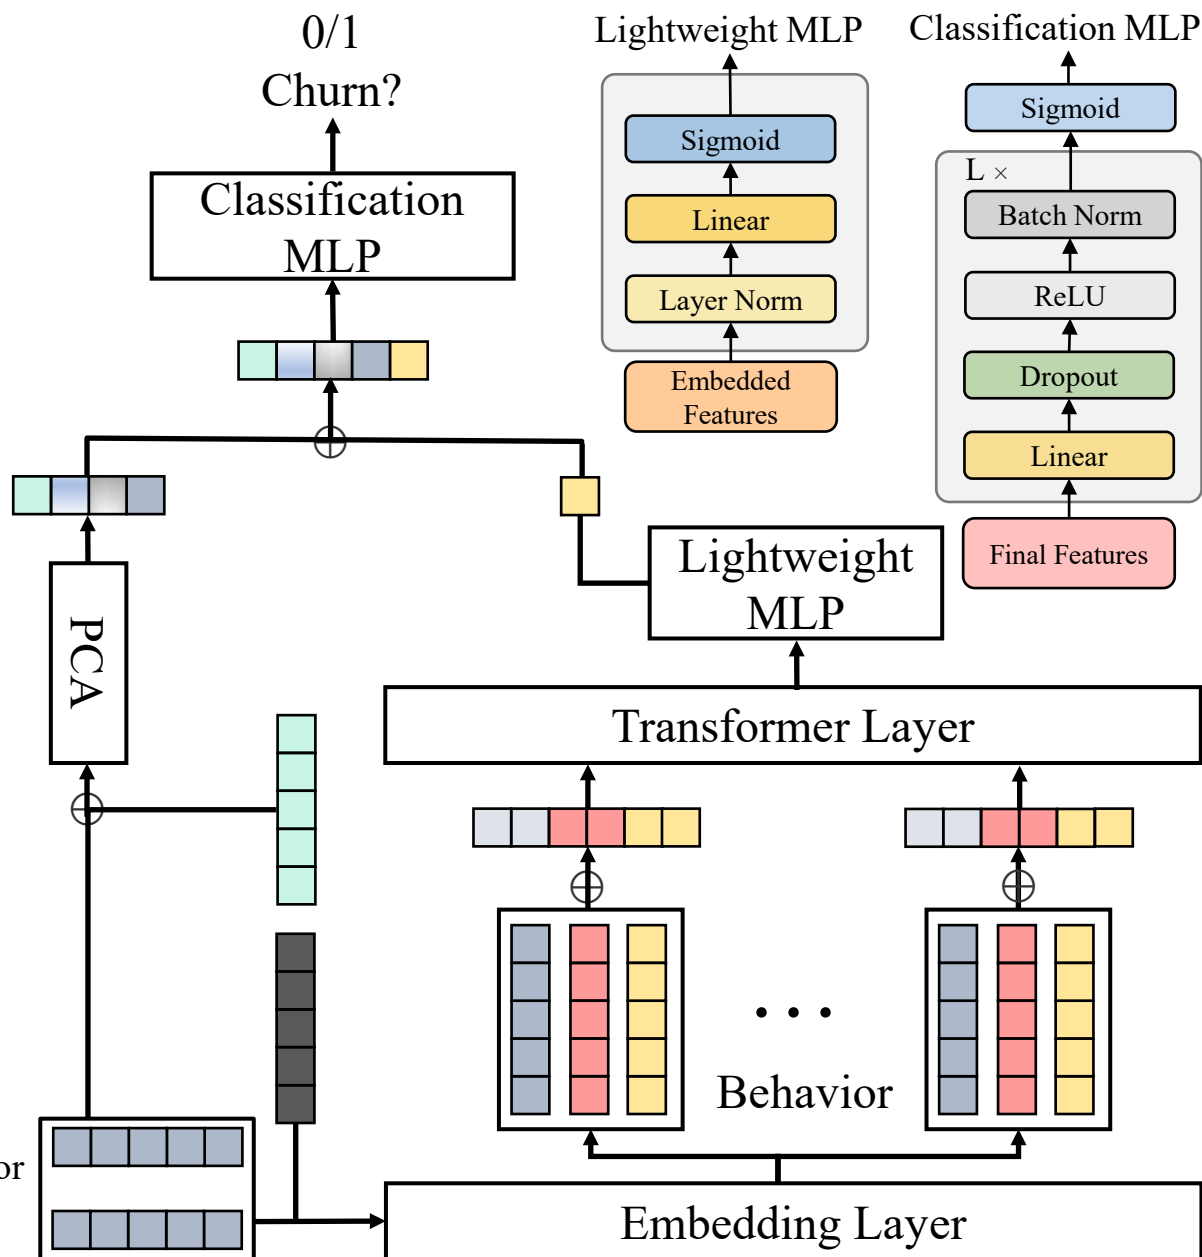 0/1
Churn?
Classification
MLP
Lightweight MLP
Sigmoid
Linear
Layer Norm
Embedded
Features
Classification MLP
Sigmoid
L ×
Batch Norm
ReLU
Dropout
Linear
Final Features
Lightweight
MLP
PCA
Transformer Layer
. . .
Behavior
or
Embedding Layer